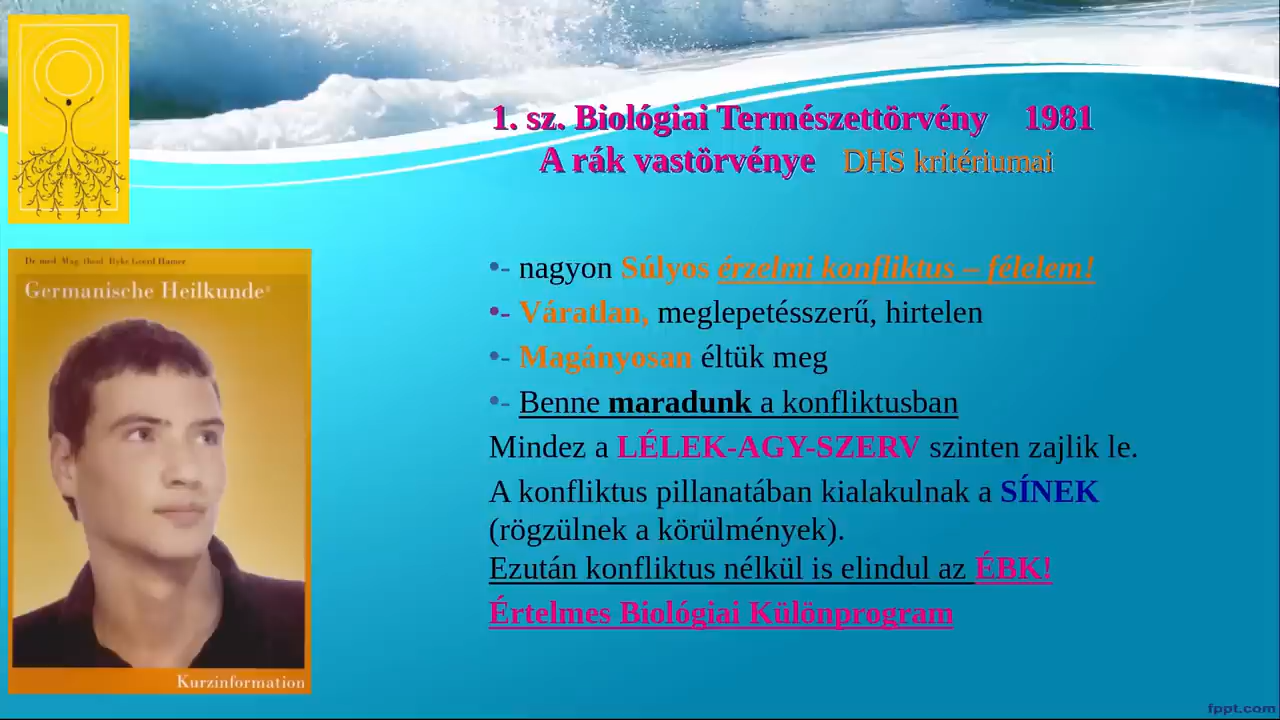 1. sz. Biológiai Természettörvény 1981
A rák vastörvénye DHS kritériumai
Dr. med. Mag. theol. Ryke Geerd Hamer
Germanische Heilkunde®
Kurzinformation
•- nagyon Súlyos érzelmi konfliktus – félelem!
•- Váratlan, meglepetésszerű, hirtelen
•- Magányosan éltük meg
•- Benne maradunk a konfliktusban
Mindez a LÉLEK-AGY-SZERV szinten zajlik le.
A konfliktus pillanatában kialakulnak a SÍNEK
(rögzülnek a körülmények).
Ezután konfliktus nélkül is elindul az ÉBK!
Értelmes Biológiai Különprogram
fppt.com